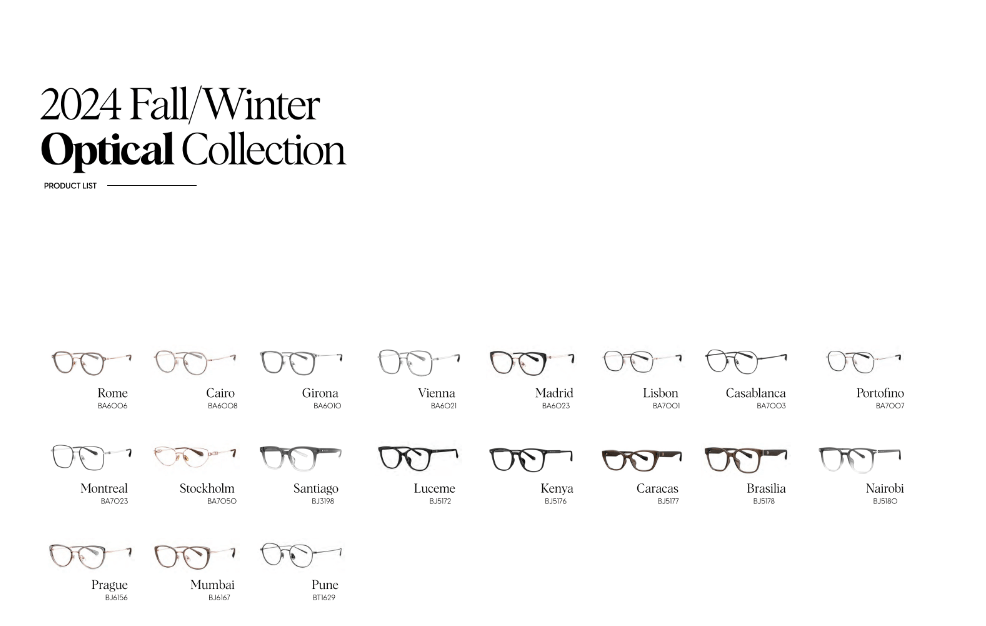 2024 Fall/Winter
Optical Collection
PRODUCT LIST
Rome Cairo Girona Vienna Madrid Lisbon Casablanca Portofino
BA6006 BA6008 BA6010 BA6021 BA6023 BA7001 BA7003 BA7007
Montreal Stockholm Santiago Luceme Kenya Caracas Brasilia Nairobi
BA7023 BA7050 BJ3198 BJ5172 BJ5176 BJ5177 BJ5178 BJ5180
Prague Mumbai Pune
BJ6156 BJ6167 BT1629